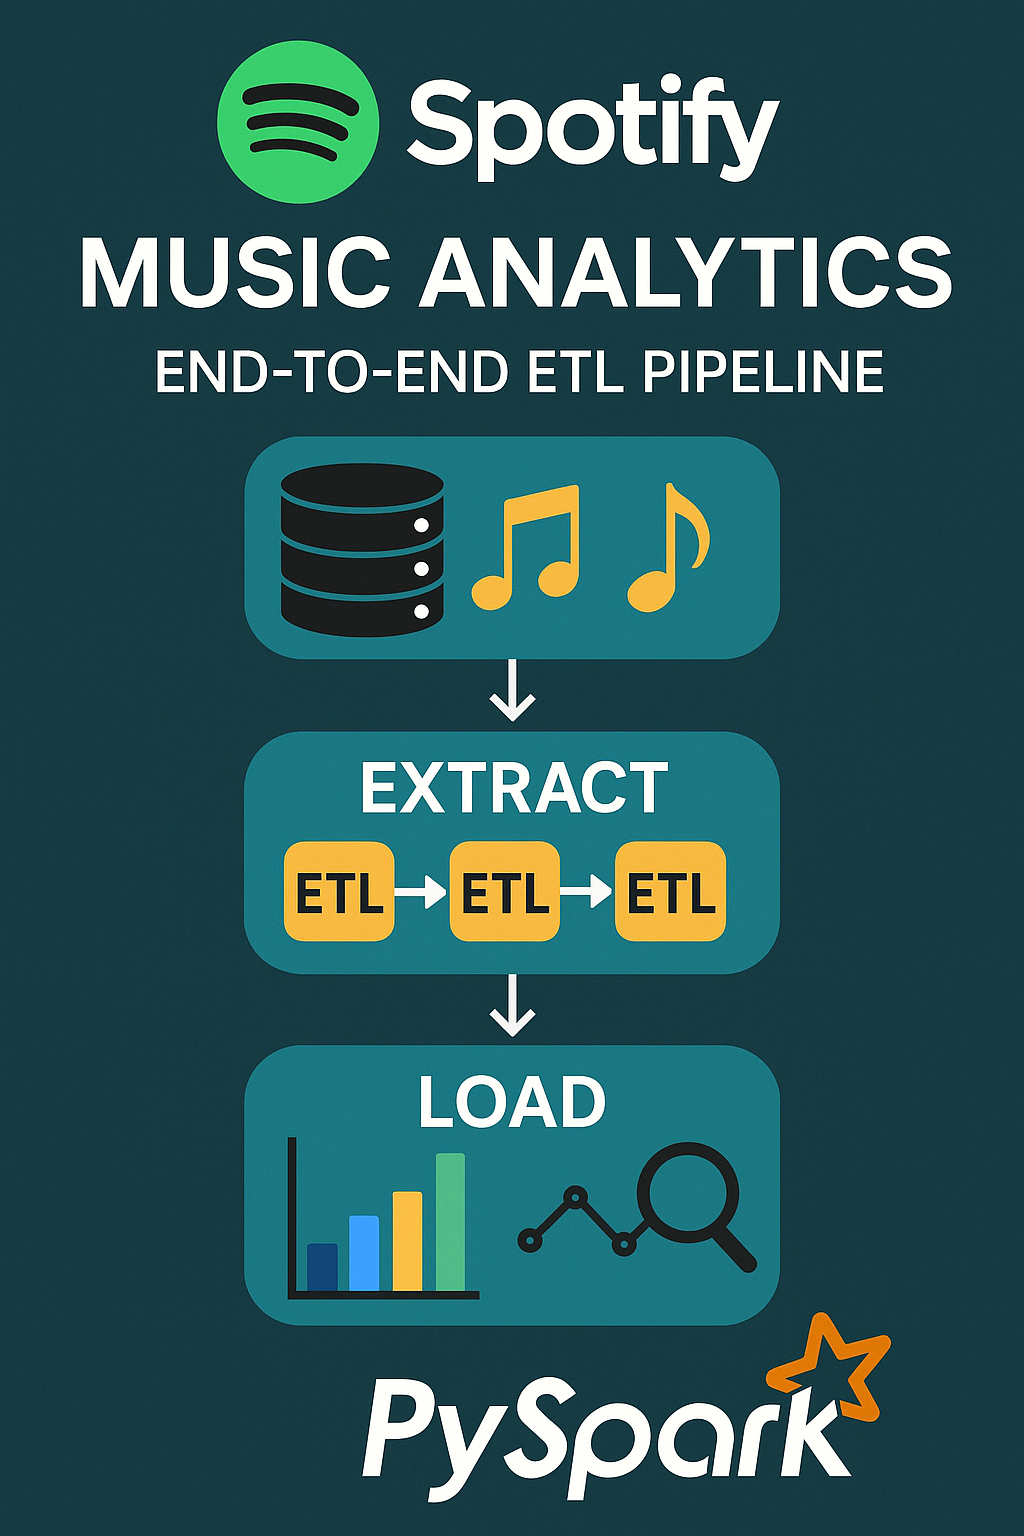 Spotify
MUSIC ANALYTICS
END-TO-END ETL PIPELINE
EXTRACT
ETL ETL ETL
LOAD
PySpark